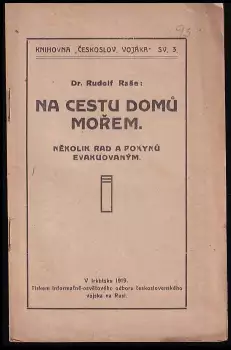 93
KNIHOVNA „ČESKOSLOV. VOJÁKA“ SV. 3.
Dr. Rudolf Raše:
NA CESTU DOMŮ
MOŘEM.
NĚKOLIK RAD A POKYNŮ
EVAKUOVANÝM.
V Irkutsku 1919.
Tiskem Informačně-osvětového odboru československého
vojska na Rusi.